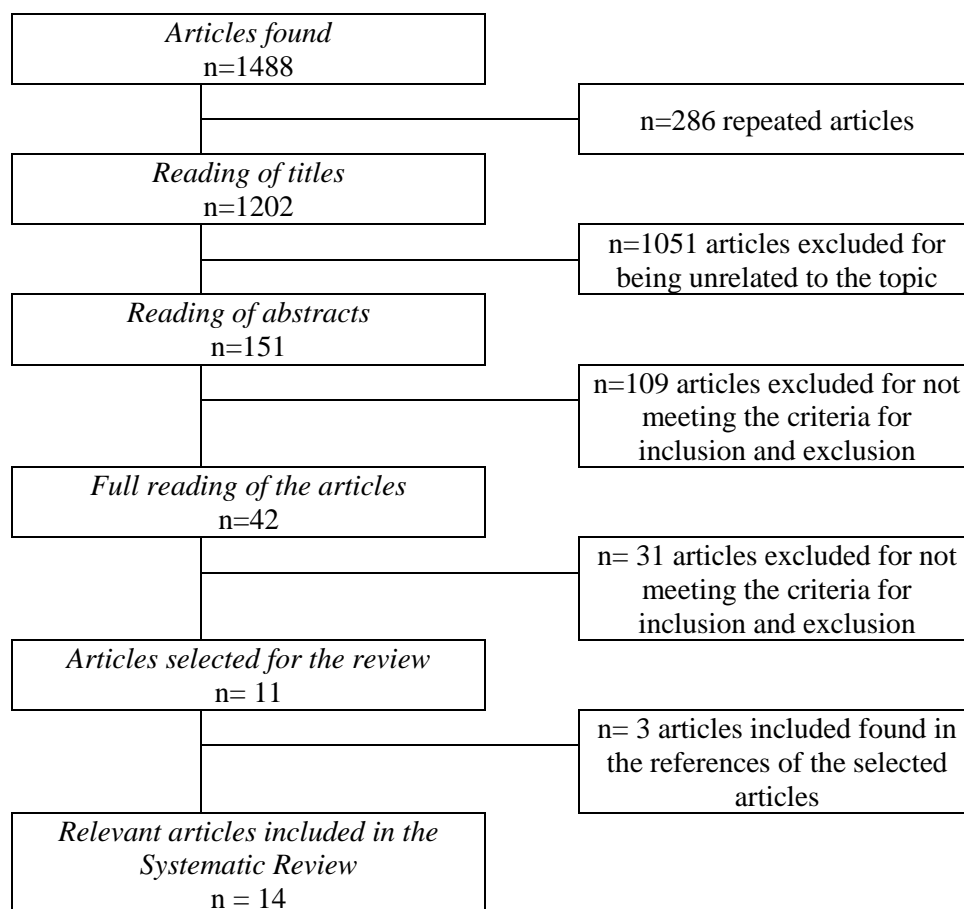 Articles found
n=1488
n=286 repeated articles
Reading of titles
n=1202
n=1051 articles excluded for
being unrelated to the topic
Reading of abstracts
n=151
n=109 articles excluded for not
meeting the criteria for
inclusion and exclusion
Full reading of the articles
n=42
n= 31 articles excluded for not
meeting the criteria for
inclusion and exclusion
Articles selected for the review
n= 11
n= 3 articles included found in
the references of the selected
articles
Relevant articles included in the
Systematic Review
n = 14